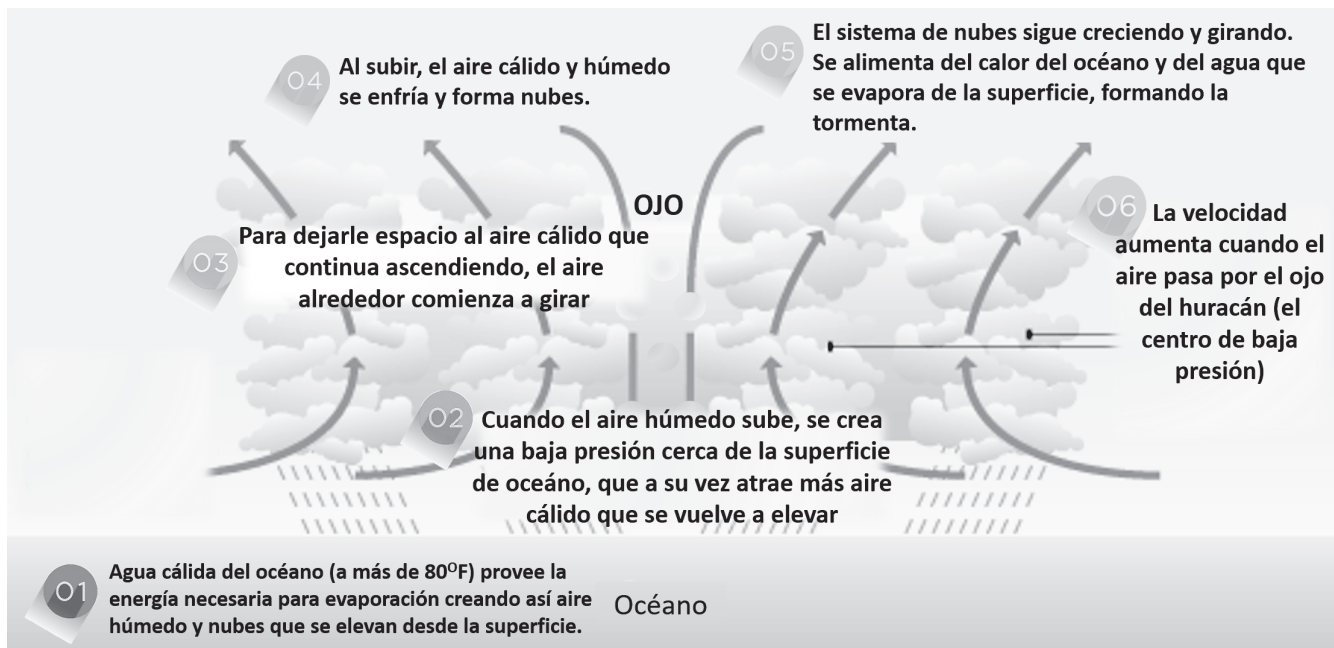 04
Al subir, el aire cálido y húmedo
se enfría y forma nubes.
05
El sistema de nubes sigue creciendo y girando.
Se alimenta del calor del océano y del agua que
se evapora de la superficie, formando la
tormenta.
OJO
03
Para dejarle espacio al aire cálido que
continua ascendiendo, el aire
alrededor comienza a girar
06
La velocidad
aumenta cuando el
aire pasa por el ojo
del huracán (el
centro de baja
presión)
02
Cuando el aire húmedo sube, se crea
una baja presión cerca de la superficie
de oceáno, que a su vez atrae más aire
cálido que se vuelve a elevar
01
Agua cálida del océano (a más de 80⁰F) provee la
energía necesaria para evaporación creando así aire
húmedo y nubes que se elevan desde la superficie.
Océano